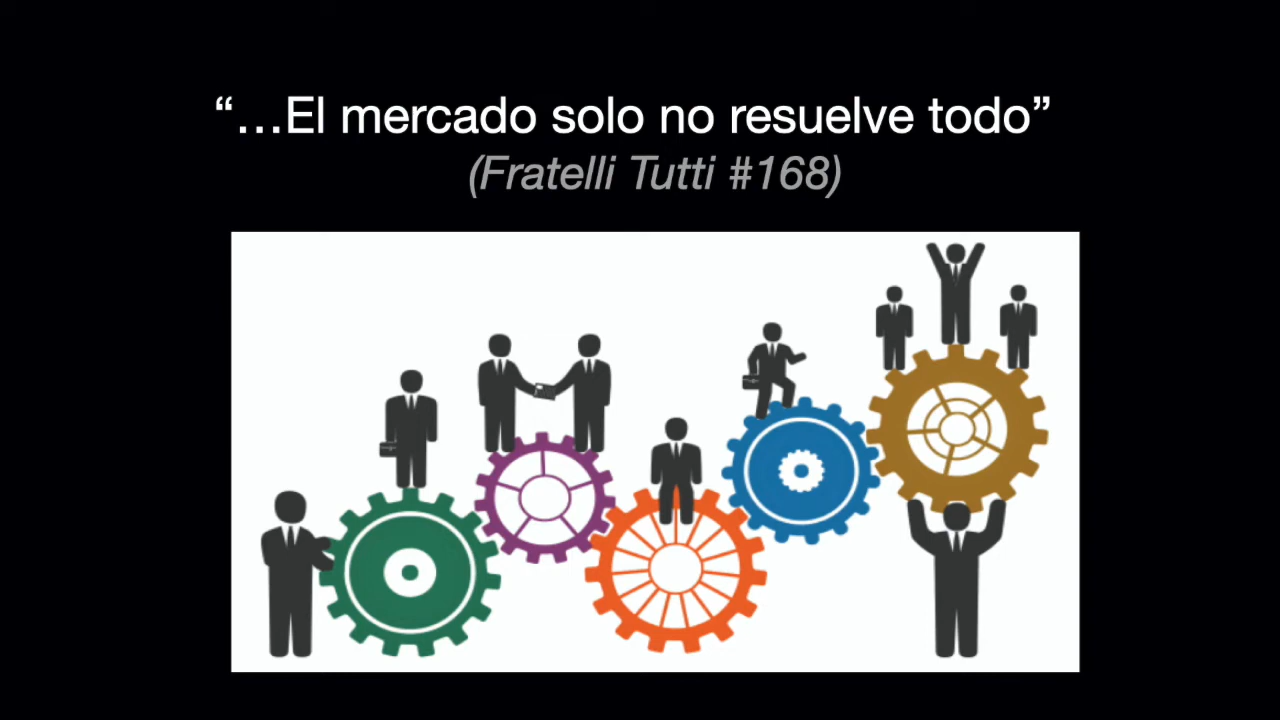 “…El mercado solo no resuelve todo”
(Fratelli Tutti #168)